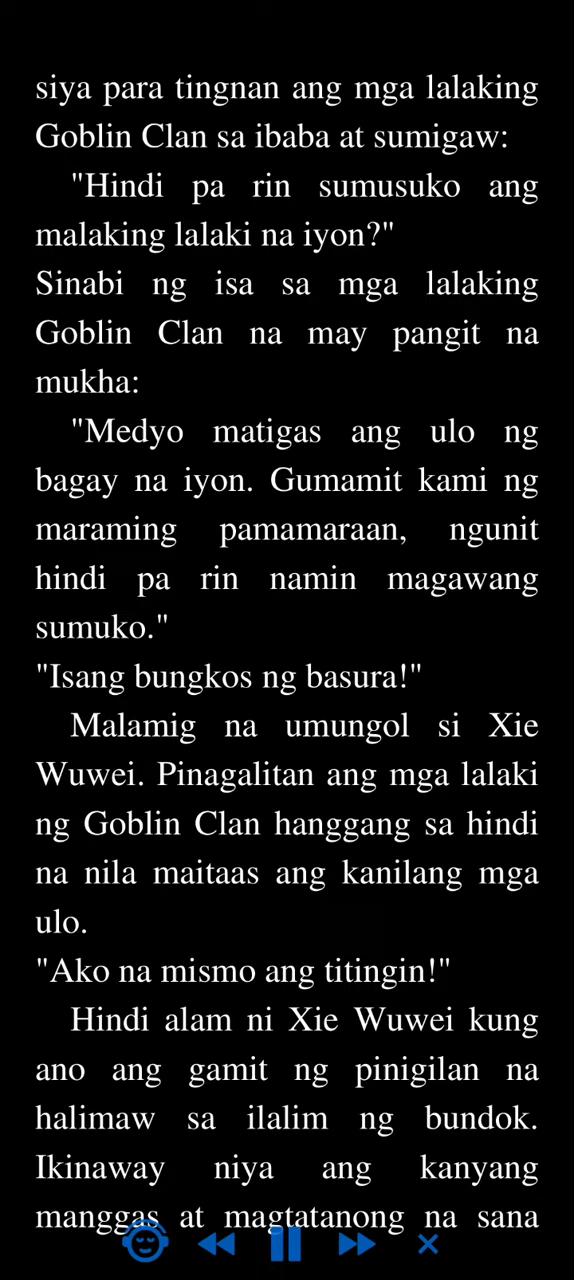 siya para tingnan ang mga lalaking
Goblin Clan sa ibaba at sumigaw:
"Hindi pa rin sumusuko ang
malaking lalaki na iyon?"
Sinabi ng isa sa mga lalaking
Goblin Clan na may pangit na
mukha:
"Medyo matigas ang ulo ng
bagay na iyon. Gumamit kami ng
maraming pamamaraan, ngunit
hindi pa rin namin magawang
sumuko."
"Isang bungkos ng basura!"
Malamig na umungol si Xie
Wuwei. Pinagalitan ang mga lalaki
ng Goblin Clan hanggang sa hindi
na nila maitaas ang kanilang mga
ulo.
"Ako na mismo ang titingin!"
Hindi alam ni Xie Wuwei kung
ano ang gamit ng pinigilan na
halimaw sa ilalim ng bundok.
Ikinaway niya ang kanyang
manggas at magtatanong na sana